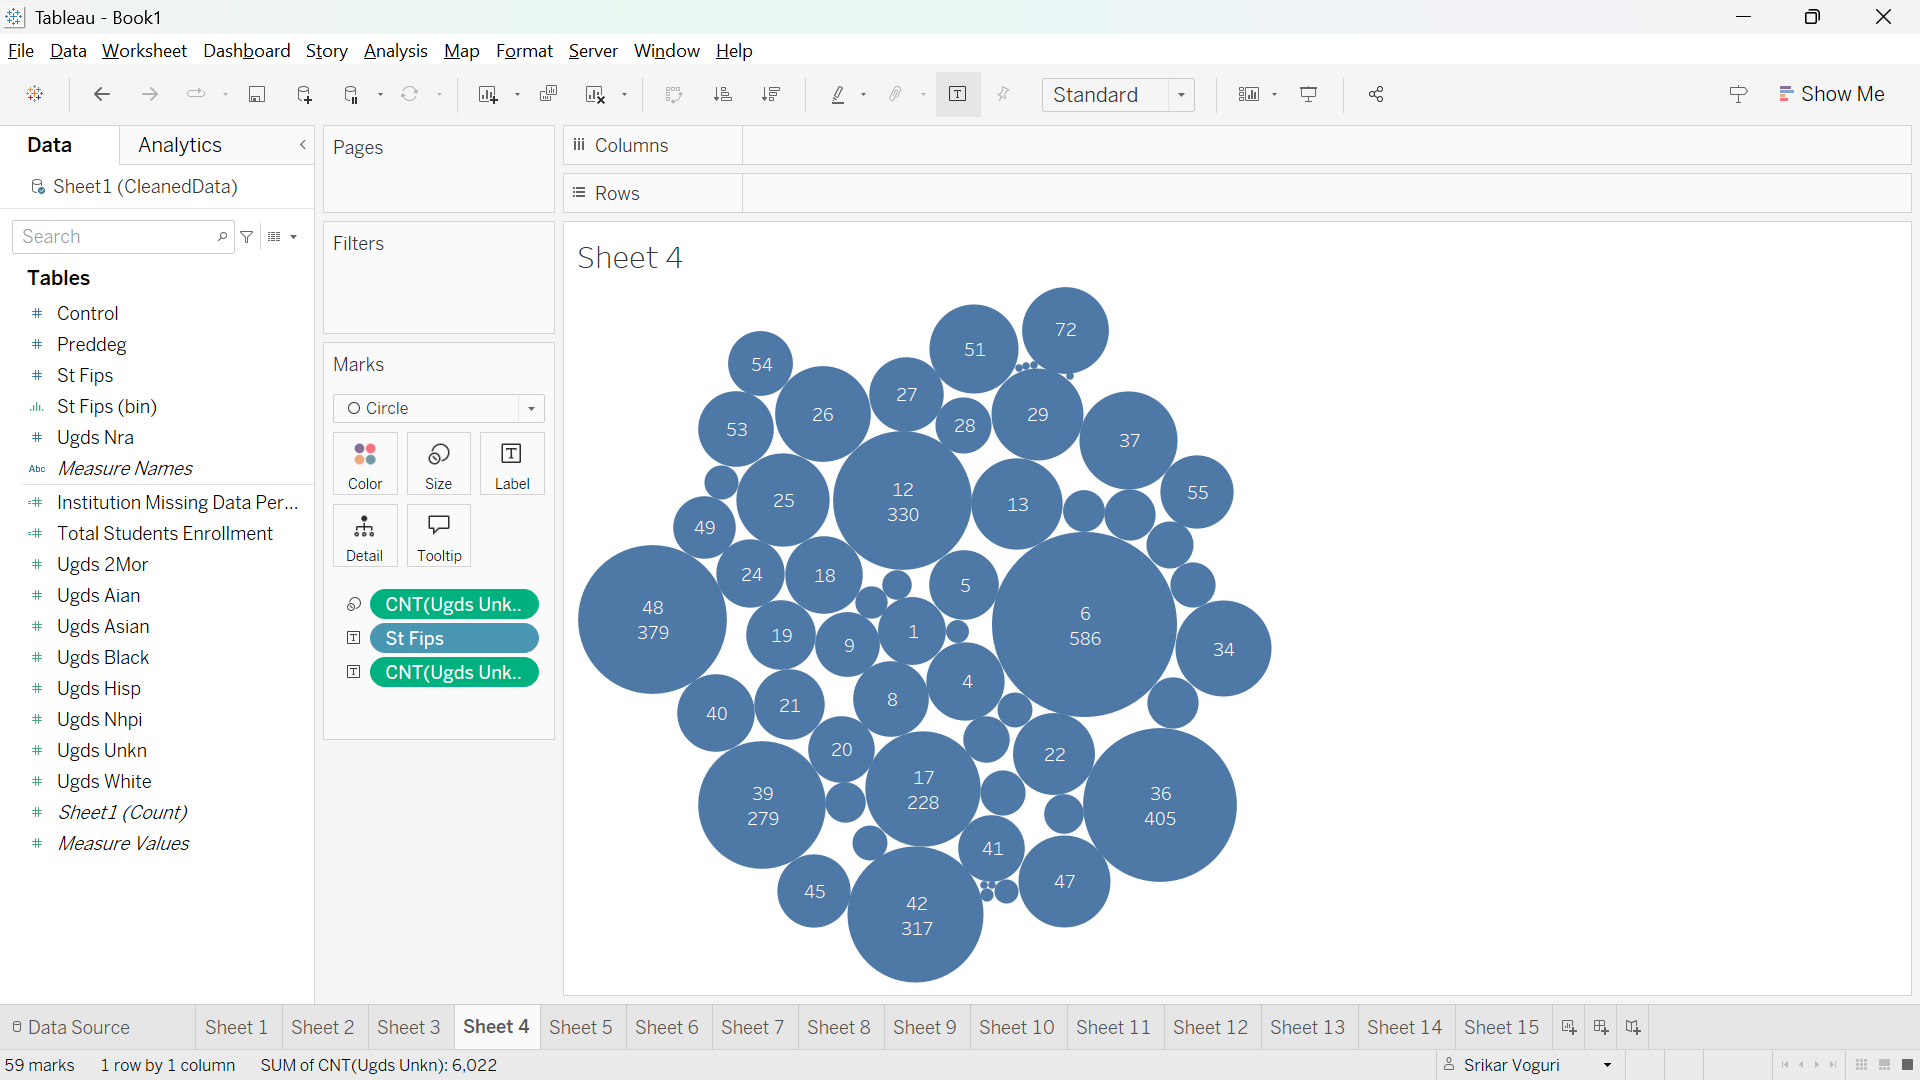 Tableau - Book1
File Data Worksheet Dashboard Story Analysis Map Format Server Window Help
Standard
Show Me
Data
Analytics
Sheet1 (CleanedData)
Search
Tables
Control
Preddeg
St Fips
St Fips (bin)
Ugds Nra
Abc Measure Names
Institution Missing Data Per...
Total Students Enrollment
Ugds 2Mor
Ugds Aian
Ugds Asian
Ugds Black
Ugds Hisp
Ugds Nhpi
Ugds Unkn
Ugds White
Sheet1 (Count)
Measure Values
Pages
Filters
Marks
Circle
Color
Size
Label
Detail
Tooltip
CNT(Ugds Unk..
St Fips
CNT(Ugds Unk..
Columns
Rows
Sheet 4
72
51
54
27
26
29
28
53
37
12
330
55
25
13
49
24
18
5
48
379
6
586
19
9
1
34
4
8
21
40
20
22
17
228
39
279
36
405
41
47
45
42
317
Data Source Sheet 1 Sheet 2 Sheet 3 Sheet 4 Sheet 5 Sheet 6 Sheet 7 Sheet 8 Sheet 9 Sheet 10 Sheet 11 Sheet 12 Sheet 13 Sheet 14 Sheet 15
59 marks 1 row by 1 column SUM of CNT(Ugds Unkn): 6,022
Srikar Voguri